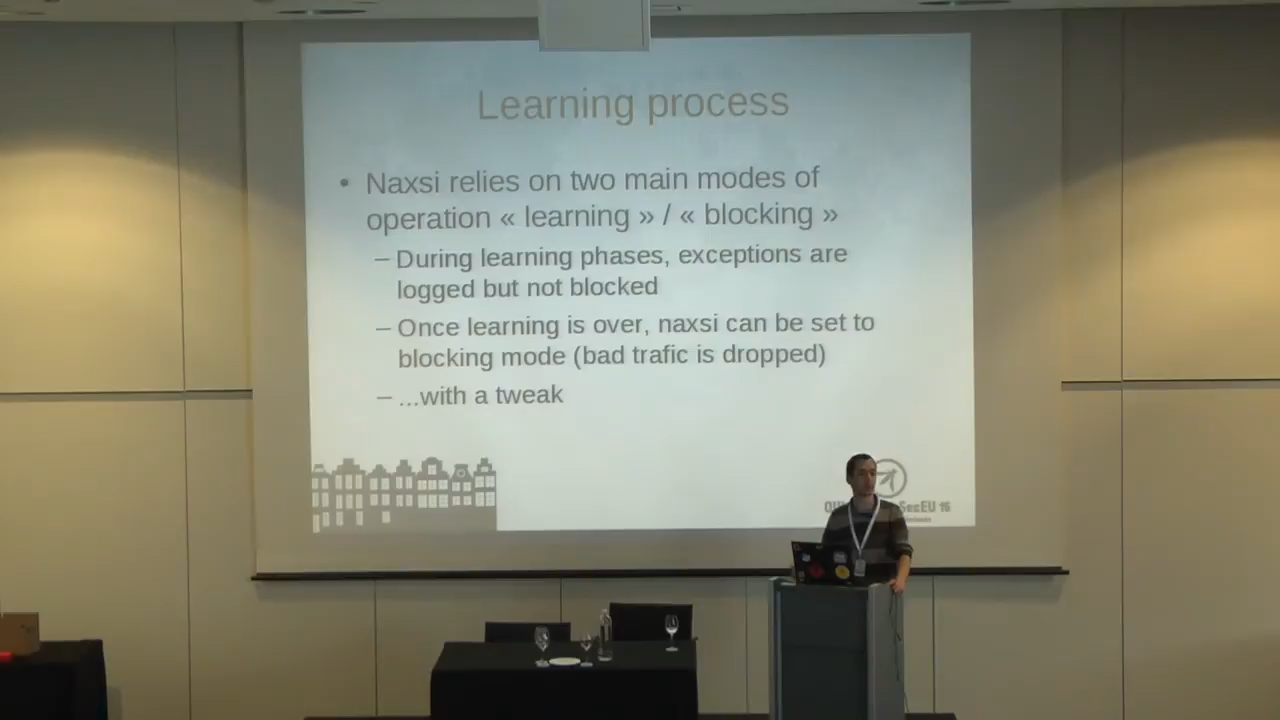 Learning process
• Naxsi relies on two main modes of
operation « learning » / « blocking »
– During learning phases, exceptions are
logged but not blocked
– Once learning is over, naxsi can be set to
blocking mode (bad trafic is dropped)
– ...with a tweak
SecEU 15